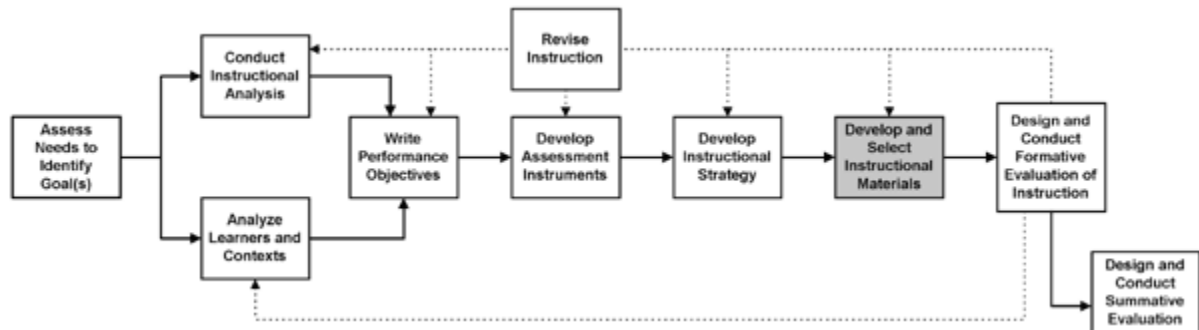 Assess
Needs to
Identify
Goal(s)
Conduct
Instructional
Analysis
Analyze
Learners and
Contexts
Revise
Instruction
Write
Performance
Objectives
Develop
Assessment
Instruments
Develop
Instructional
Strategy
Develop and
Select
Instructional
Materials
Design and
Conduct
Formative
Evaluation of
Instruction
Design and
Conduct
Summative
Evaluation